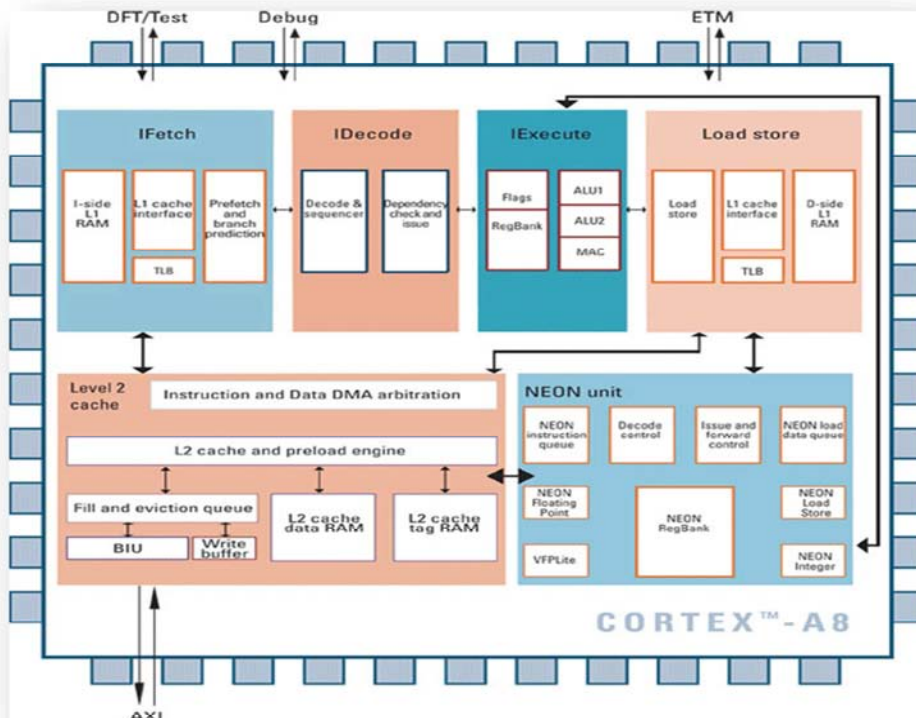 DFT/Test
Debug
ETM
IFetch
IDecode
IExecute
Load store
I-side
L1
RAM
L1 cache
interface
TLB
Prefetch
and
branch
prediction
Decode &
sequencer
Dependency
check and
issue
Flags
RegBank
ALU1
ALU2
MAC
Load
store
L1 cache
interface
TLB
D-side
L1
RAM
Level 2
cache
Instruction and Data DMA arbitration
L2 cache and preload engine
Fill and eviction queue
BIU
Write
buffer
L2 cache
data RAM
L2 cache
tag RAM
NEON unit
NEON
instruction
queue
Decode
control
Issue and
forward
control
NEON load
data queue
NEON
Floating
Point
NEON
RegBank
NEON
Load
Store
VFPLite
NEON
Integer
CORTEX™-A8
AXI